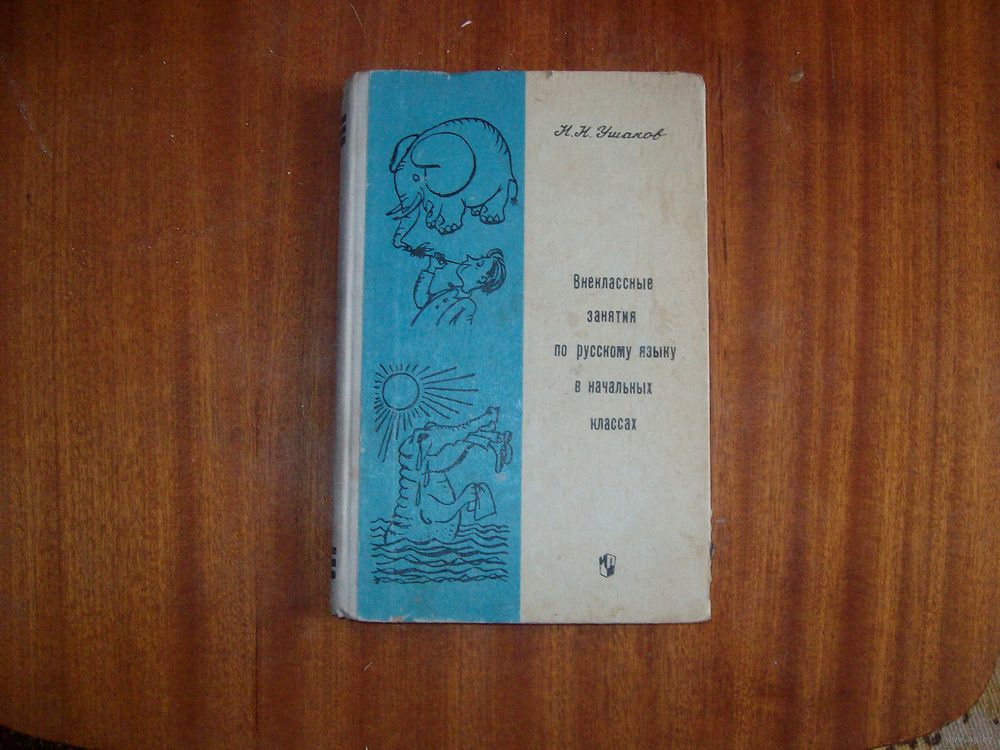 Н.Н. Ушаков
Внеклассные
занятия
по русскому языку
в начальных
классах